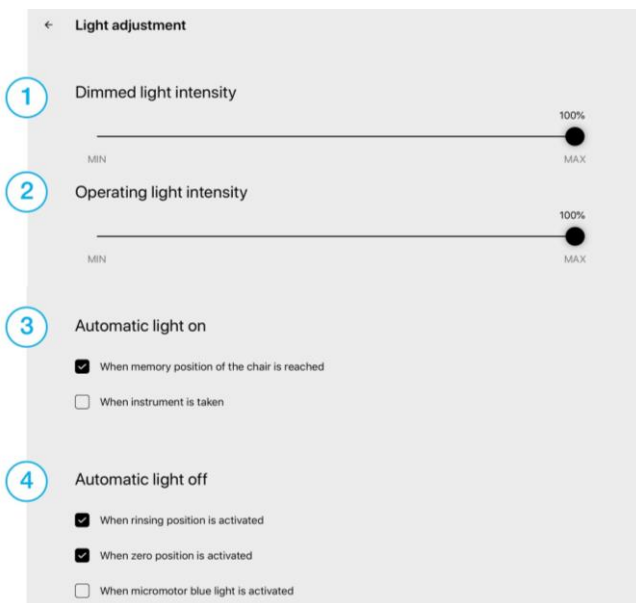 ← Light adjustment
1 Dimmed light intensity
100%
MIN MAX
2 Operating light intensity
100%
MIN MAX
3 Automatic light on
When memory position of the chair is reached
When instrument is taken
4 Automatic light off
When rinsing position is activated
When zero position is activated
When micromotor blue light is activated